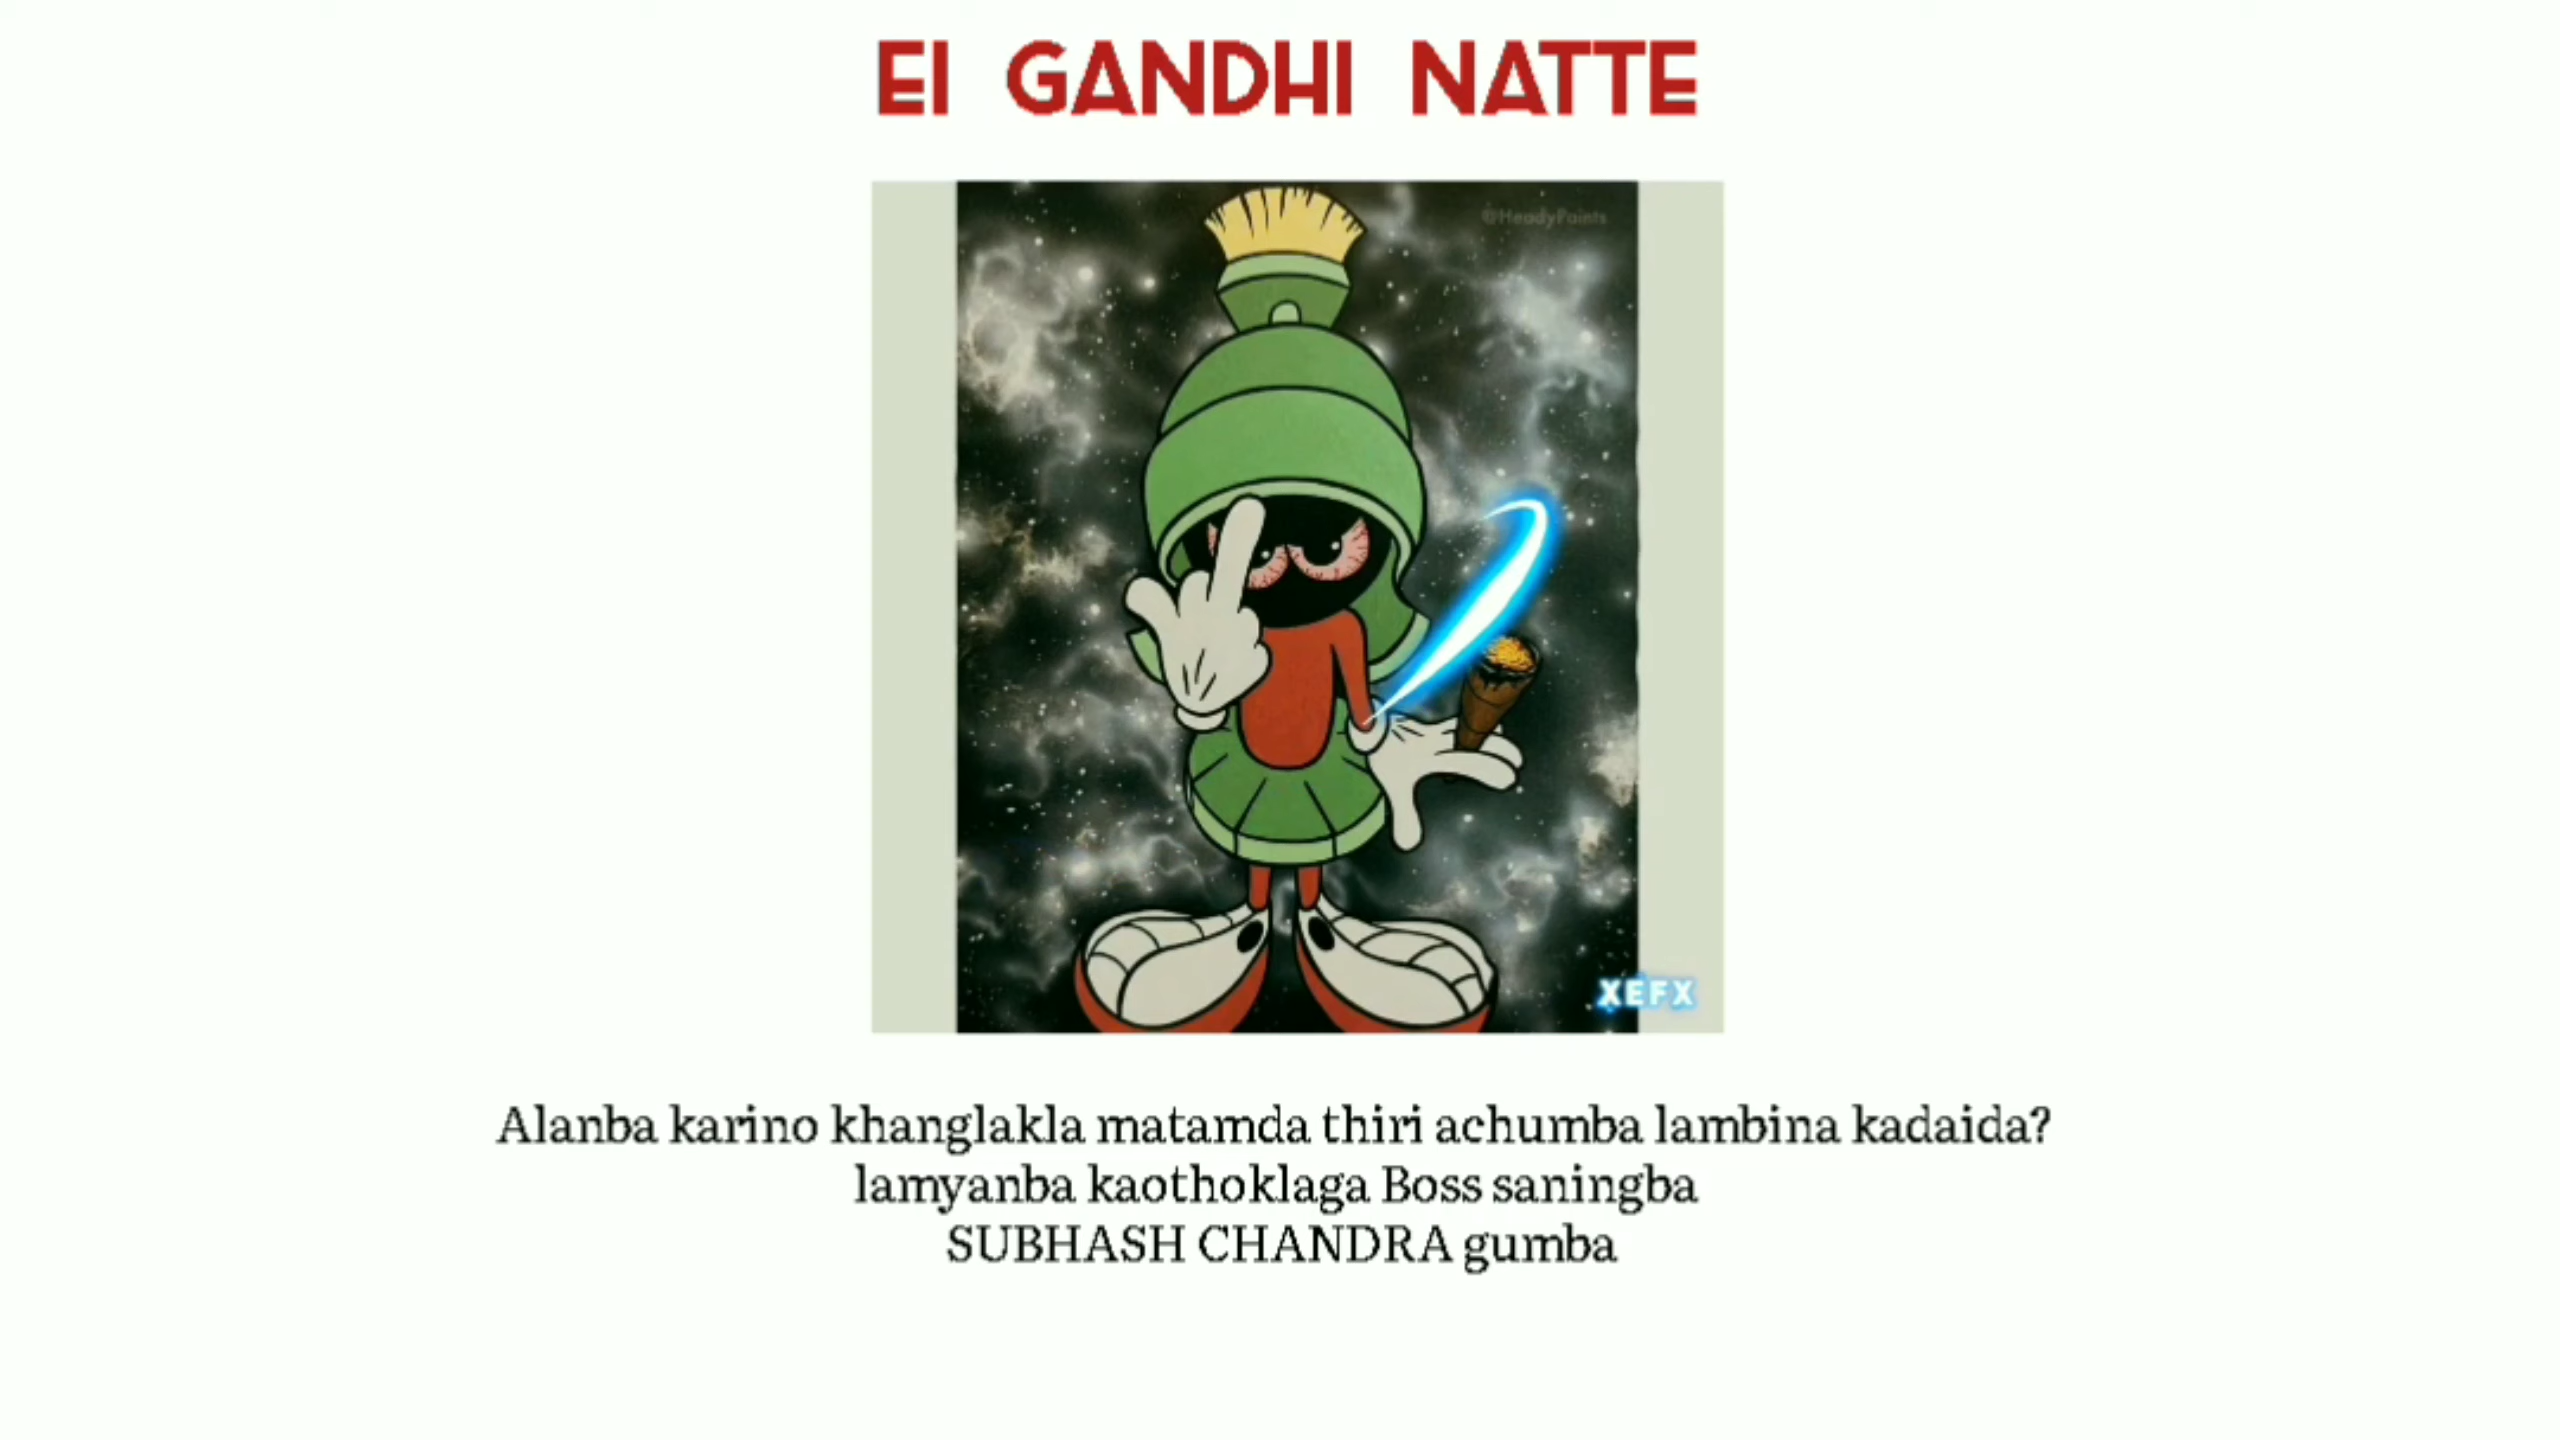 EI GANDHI NATTE
@HeadyPaints
XEFX
Alanba karino khanglakla matamda thiri achumba lambina kadaida?
lamyanba kaothoklaga Boss saningba
SUBHASH CHANDRA gumba